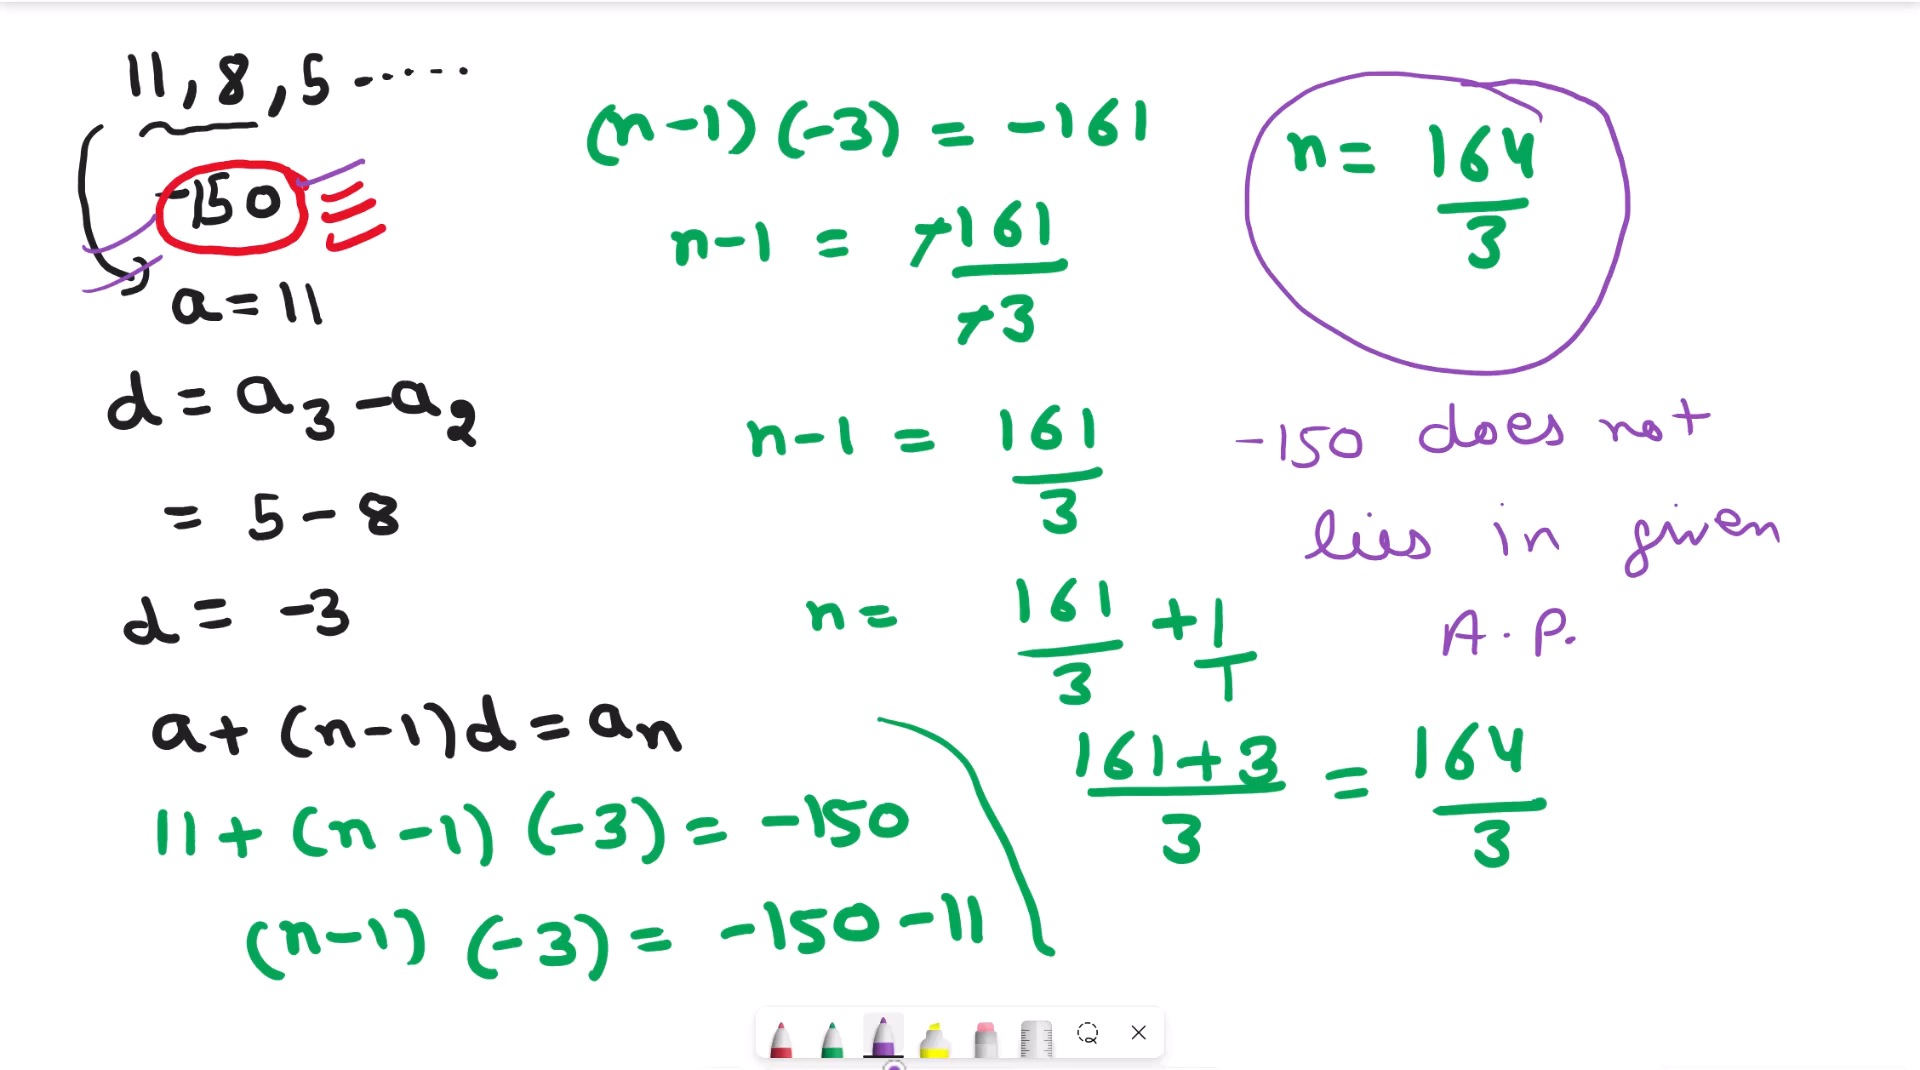 11, 8, 5 -······
-150
a = 11
d = a₃ - a₂
= 5 - 8
d = -3
a + (n-1)d = aₙ
11 + (n-1) (-3) = -150
(n-1) (-3) = -150 - 11
(n-1) (-3) = -161
n-1 = -161/-3
n-1 = 161/3
n = 161/3 + 1/1
161+3/3 = 164/3
n = 164/3
-150 does not
lies in given
A.P.